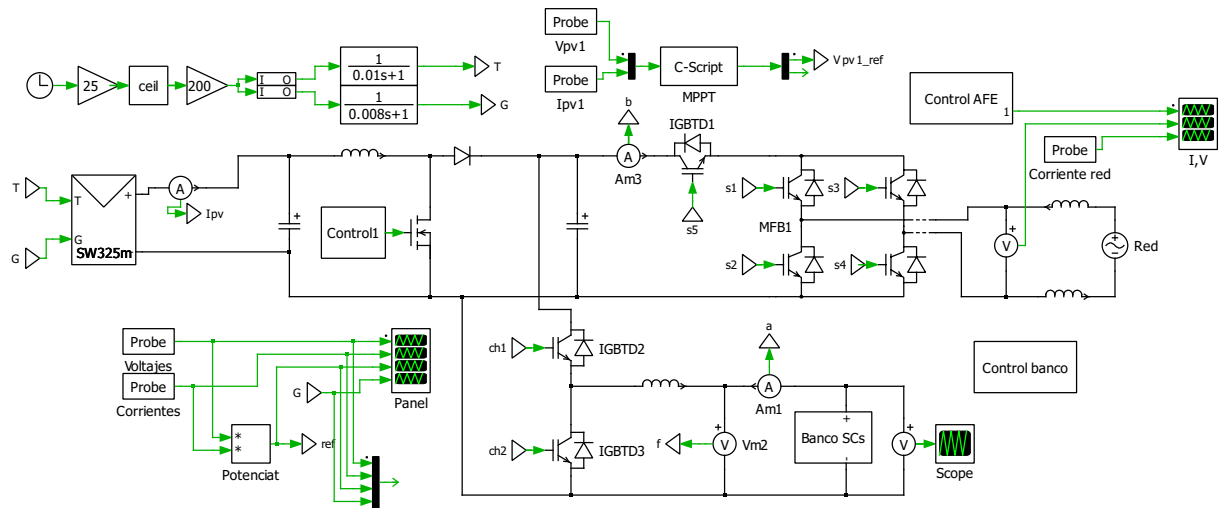 Probe
Vpv1
25
ceil
200
I O
I O
1
0.01s+1
T
1
0.008s+1
G
Probe
Ipv1
C-Script
MPPT
Vpv1_ref
Control AFE
1
I,V
Probe
Corriente red
b
A
Am3
IGBTD1
s5
T
G
T
G
+
-
SW325m
A
Ipv
+
Control1
+
s1
s3
MFB1
s2
s4
+
V
Red
Probe
Voltajes
Probe
Corrientes
G
Panel
*
*
Potenciat
ref
ch1
IGBTD2
ch2
IGBTD3
a
A
Am1
f
+
V
Vm2
+
Banco SCs
-
+
V
Scope
Control banco